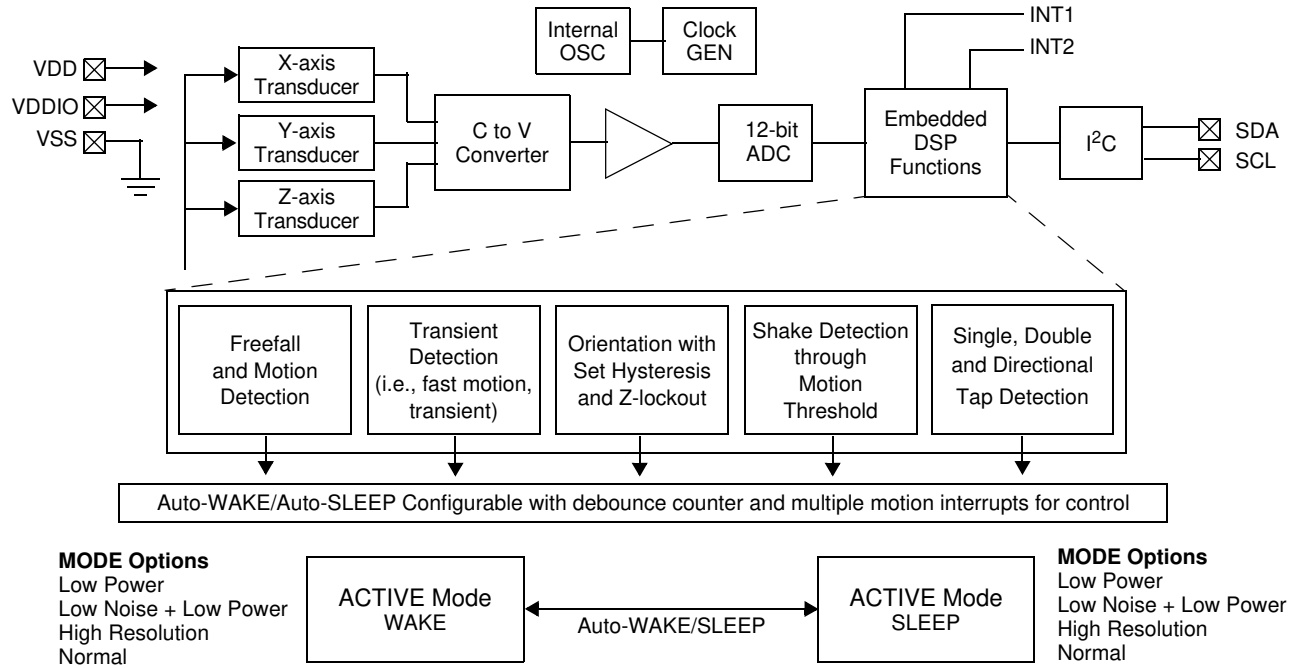 INT1
INT2
Internal
OSC
Clock
GEN
VDD
VDDIO
VSS
X-axis
Transducer
Y-axis
Transducer
Z-axis
Transducer
C to V
Converter
12-bit
ADC
Embedded
DSP
Functions
I²C
SDA
SCL
Freefall
and Motion
Detection
Transient
Detection
(i.e., fast motion,
transient)
Orientation with
Set Hysteresis
and Z-lockout
Shake Detection
through
Motion
Threshold
Single, Double
and Directional
Tap Detection
Auto-WAKE/Auto-SLEEP Configurable with debounce counter and multiple motion interrupts for control
MODE Options
Low Power
Low Noise + Low Power
High Resolution
Normal
ACTIVE Mode
WAKE
Auto-WAKE/SLEEP
ACTIVE Mode
SLEEP
MODE Options
Low Power
Low Noise + Low Power
High Resolution
Normal